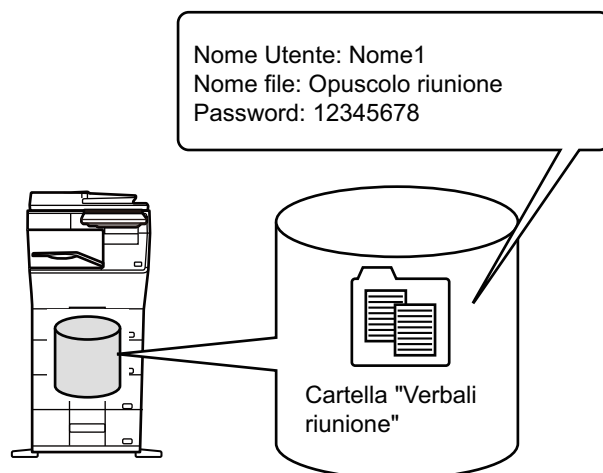 Nome Utente: Nome1
Nome file: Opuscolo riunione
Password: 12345678
Cartella "Verbali
riunione"